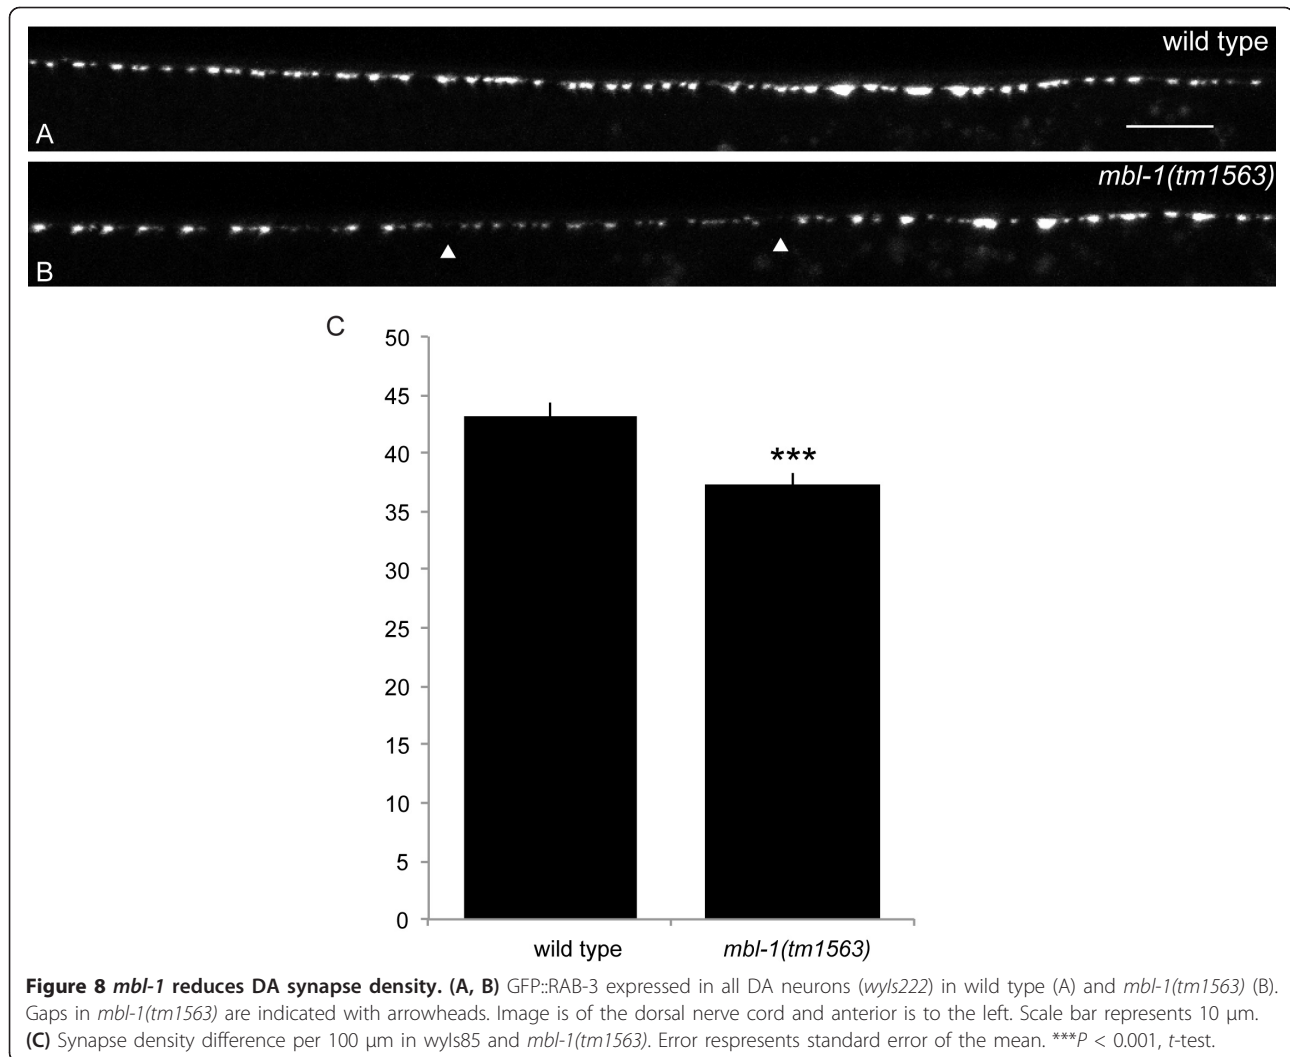 wild type
A
mbl-1(tm1563)
B
C
50
45
40
35
30
25
20
15
10
5
0
***
wild type
mbl-1(tm1563)
Figure 8 mbl-1 reduces DA synapse density. (A, B) GFP::RAB-3 expressed in all DA neurons (wyIs222) in wild type (A) and mbl-1(tm1563) (B).
Gaps in mbl-1(tm1563) are indicated with arrowheads. Image is of the dorsal nerve cord and anterior is to the left. Scale bar represents 10 μm.
(C) Synapse density difference per 100 μm in wyIs85 and mbl-1(tm1563). Error respresents standard error of the mean. ***P < 0.001, t-test.